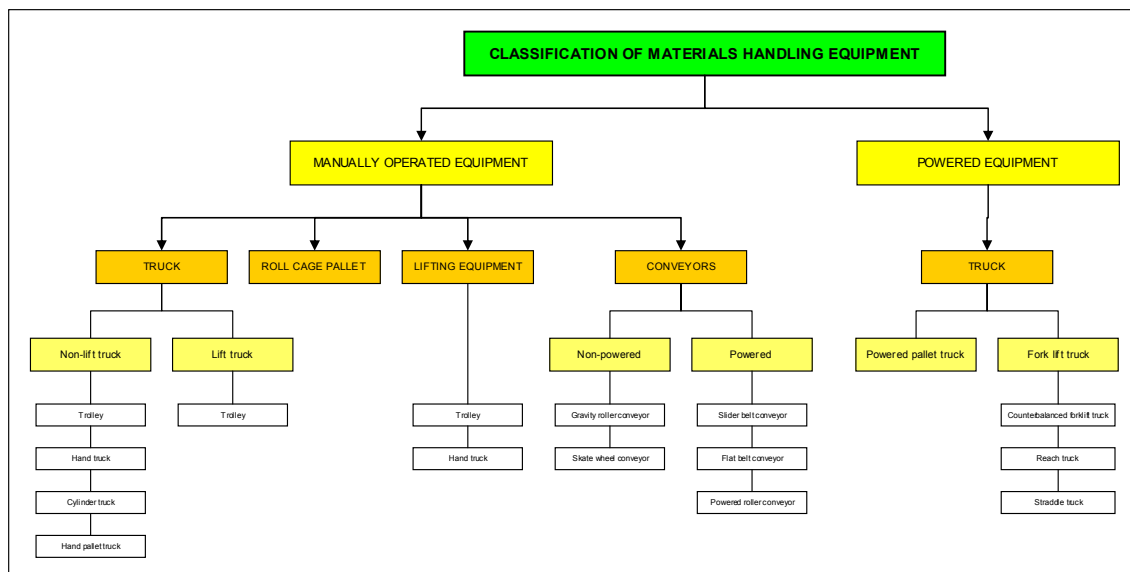 CLASSIFICATION OF MATERIALS HANDLING EQUIPMENT
MANUALLY OPERATED EQUIPMENT
POWERED EQUIPMENT
TRUCK
ROLL CAGE PALLET
LIFTING EQUIPMENT
CONVEYORS
TRUCK
Non-lift truck
Lift truck
Non-powered
Powered
Powered pallet truck
Fork lift truck
Trolley
Trolley
Trolley
Gravity roller conveyor
Slider belt conveyor
Counterbalanced forklift truck
Hand truck
Hand truck
Skate wheel conveyor
Flat belt conveyor
Reach truck
Cylinder truck
Powered roller conveyor
Straddle truck
Hand pallet truck